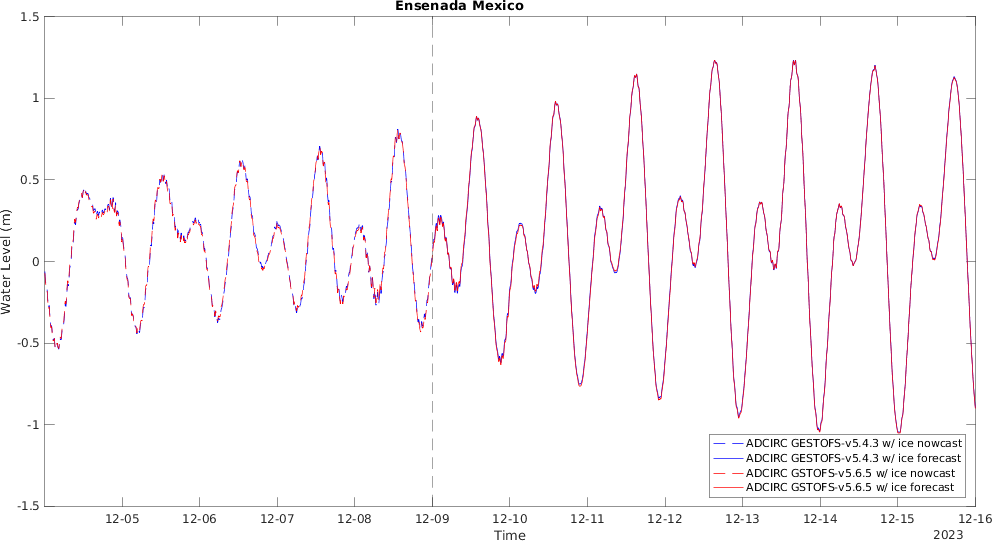 Ensenada Mexico
1.5
1
0.5
0
-0.5
-1
-1.5
Water Level (m)
12-05 12-06 12-07 12-08 12-09 12-10 12-11 12-12 12-13 12-14 12-15 12-16
Time
2023
ADCIRC GESTOFS-v5.4.3 w/ ice nowcast
ADCIRC GESTOFS-v5.4.3 w/ ice forecast
ADCIRC GSTOFS-v5.6.5 w/ ice nowcast
ADCIRC GSTOFS-v5.6.5 w/ ice forecast